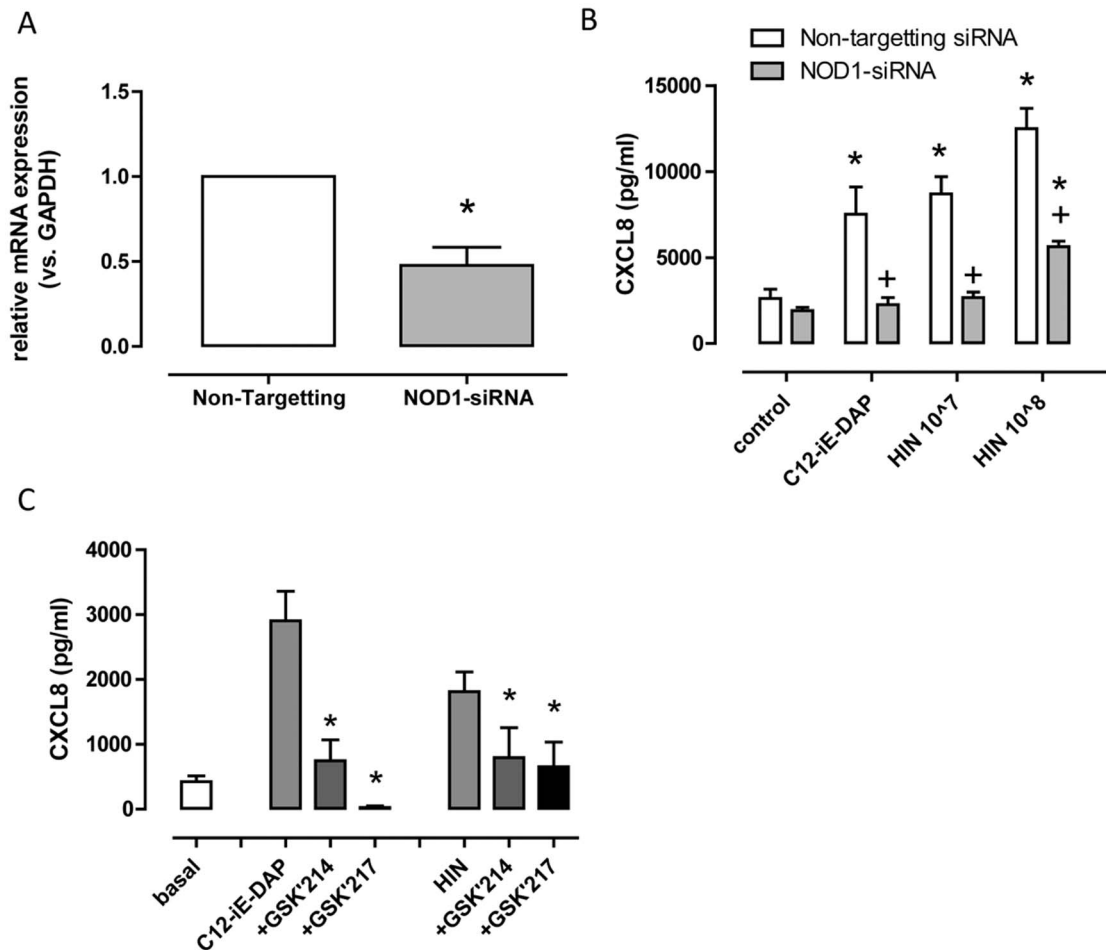 A
relative mRNA expression
(vs. GAPDH)
1.5
1.0
0.5
0.0
*
Non-Targetting
NOD1-siRNA
B
Non-targetting siRNA
NOD1-siRNA
CXCL8 (pg/ml)
15000
10000
5000
0
*
+
*
+
*
*
+
control
C12-iE-DAP
HIN 10^7
HIN 10^8
C
CXCL8 (pg/ml)
4000
3000
2000
1000
0
*
*
*
*
basal
C12-iE-DAP
+GSK'214
+GSK'217
HIN
+GSK'214
+GSK'217